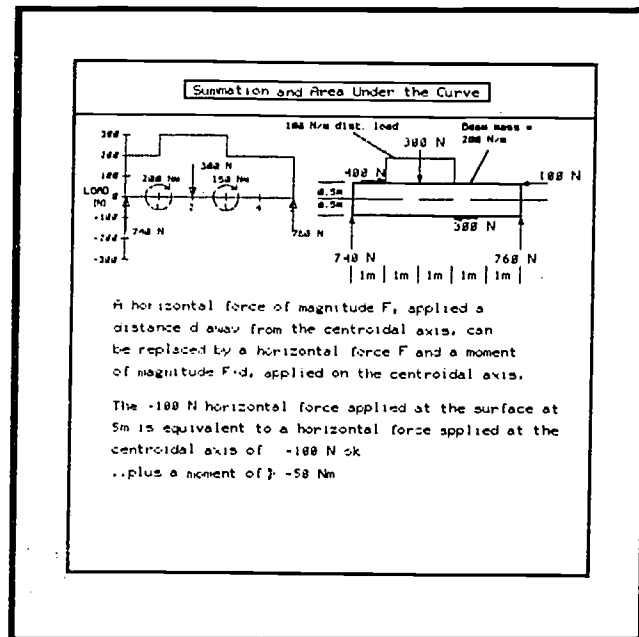 Summation and Area Under the Curve
100 N/m dist. load
Beam mass =
200 N/m
300 N
300
200
100
0
-100
-200
-300
LOAD
(N)
200 Nm
300 N
150 Nm
2
4
740 N
760 N
400 N
100 N
0.5m
0.5m
300 N
740 N
760 N
1m 1m 1m 1m 1m
A horizontal force of magnitude F, applied a
distance d away from the centroidal axis, can
be replaced by a horizontal force F and a moment
of magnitude F·d, applied on the centroidal axis.
The -100 N horizontal force applied at the surface at
5m is equivalent to a horizontal force applied at the
centroidal axis of -100 N ok
..plus a moment of -50 Nm